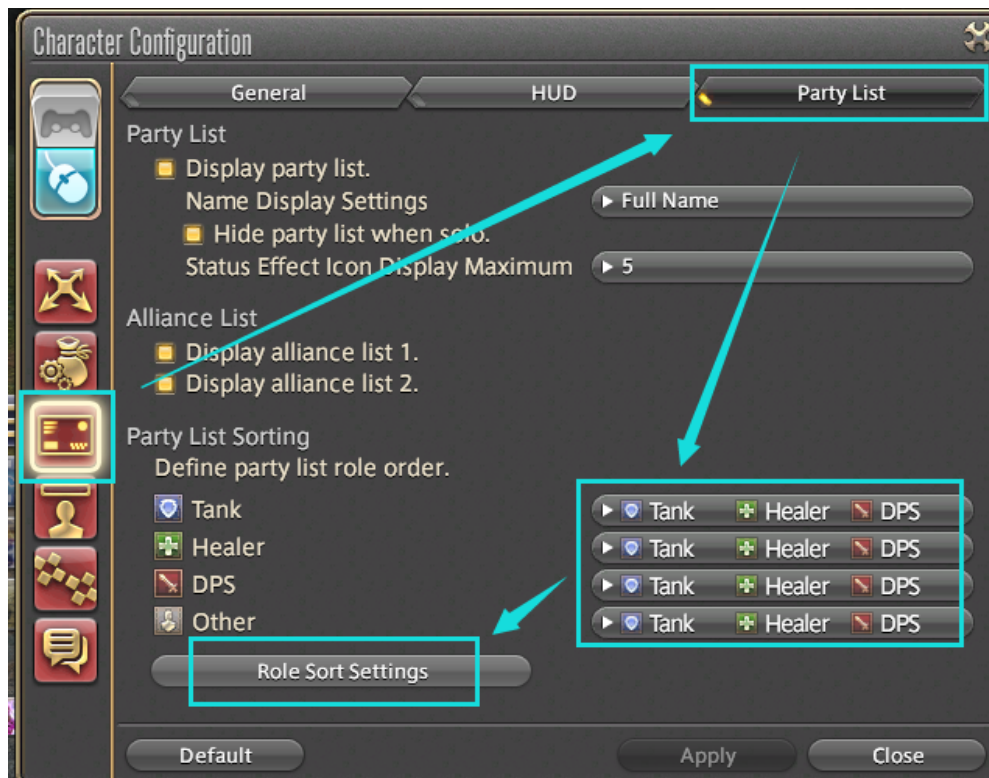 Character Configuration
General HUD Party List
Party List
Display party list.
Name Display Settings Full Name
Hide party list when solo.
Status Effect Icon Display Maximum 5
Alliance List
Display alliance list 1.
Display alliance list 2.
Party List Sorting
Define party list role order.
Tank Tank Healer DPS
Healer Tank Healer DPS
DPS Tank Healer DPS
Other Tank Healer DPS
Role Sort Settings
Default Apply Close